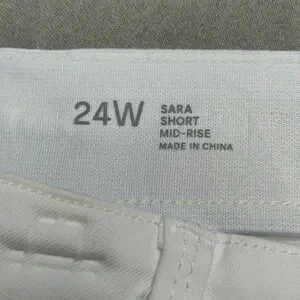 24W
SARA
SHORT
MID-RISE
MADE IN CHINA